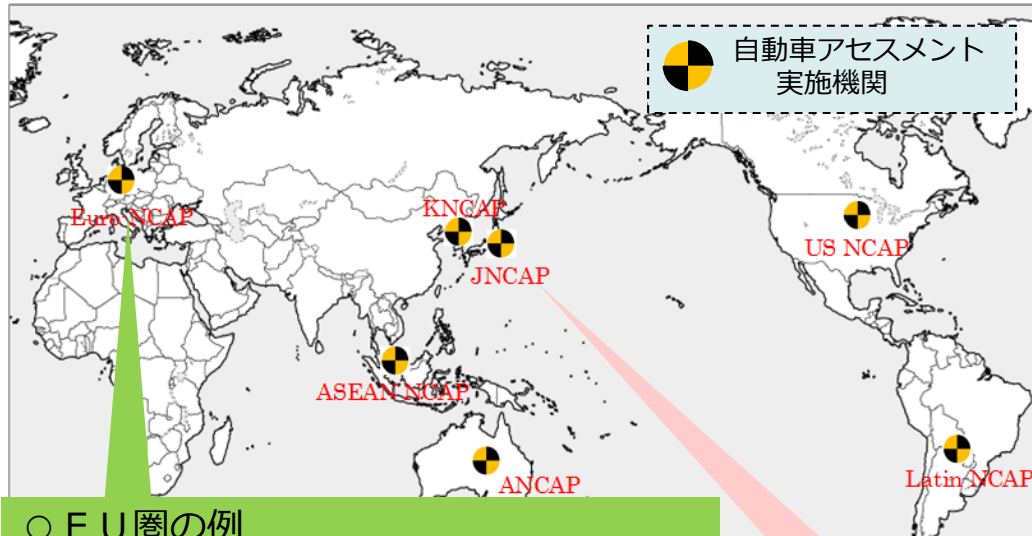 自動車アセスメント
実施機関
Euro NCAP
KNCAP
JNCAP
US NCAP
ASEAN NCAP
ANCAP
Latin NCAP
○ＥＵ圏の例